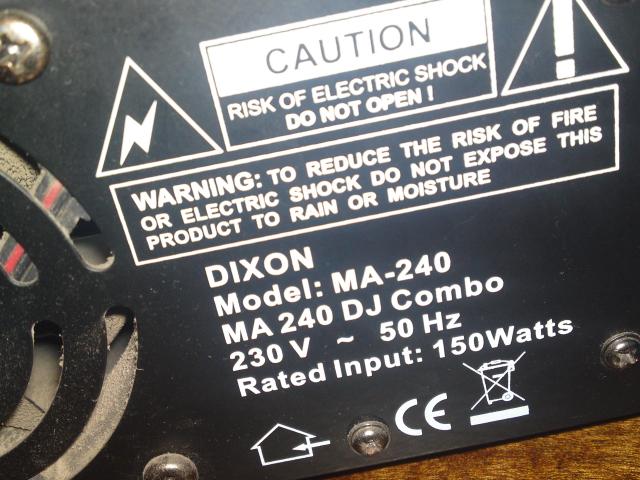 CAUTION
RISK OF ELECTRIC SHOCK
DO NOT OPEN !
WARNING: TO REDUCE THE RISK OF FIRE
OR ELECTRIC SHOCK DO NOT EXPOSE THIS
PRODUCT TO RAIN OR MOISTURE
DIXON
Model: MA-240
MA 240 DJ Combo
230 V ~ 50 Hz
Rated Input: 150Watts
CE